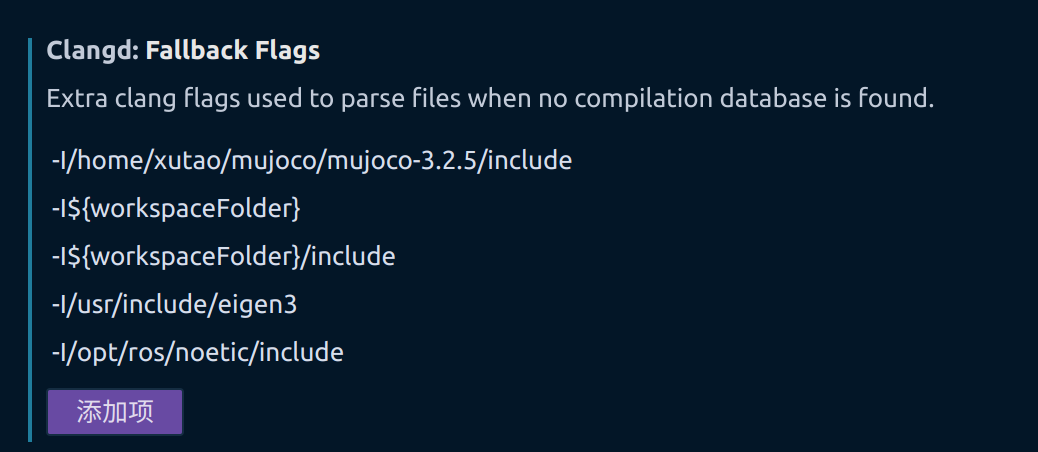 Clangd: Fallback Flags
Extra clang flags used to parse files when no compilation database is found.
-I/home/xutao/mujoco/mujoco-3.2.5/include
-I${workspaceFolder}
-I${workspaceFolder}/include
-I/usr/include/eigen3
-I/opt/ros/noetic/include
添加项